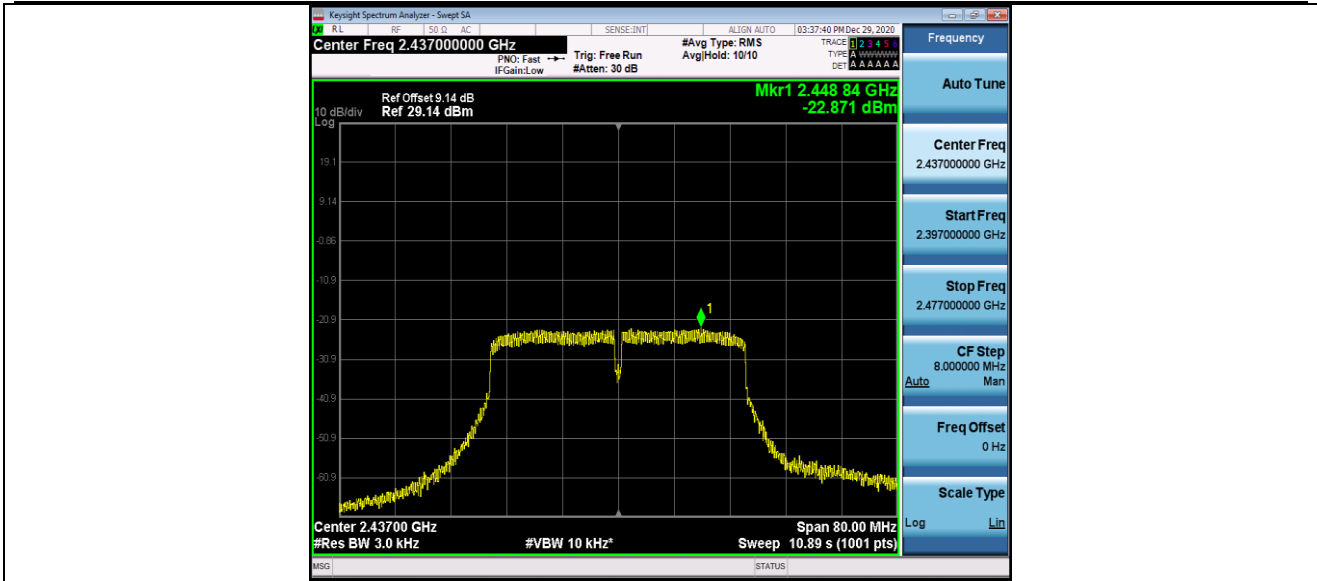 Keysight Spectrum Analyzer - Swept SA
RL RF 50 Ω AC SENSE:INT ALIGN AUTO 03:37:40 PM Dec 29, 2020
Center Freq 2.437000000 GHz
PNO: Fast
IFGain:Low
Trig: Free Run
#Atten: 30 dB
#Avg Type: RMS
Avg|Hold: 10/10
TRACE 1 2 3 4 5 6
TYPE A WWWWW
DET A A A A A A
Mkr1 2.448 84 GHz
-22.871 dBm
Ref Offset 9.14 dB
10 dB/div Ref 29.14 dBm
Log
19.1
9.14
-0.86
-10.9
-20.9
-30.9
-40.9
-50.9
-60.9
1
Center 2.43700 GHz Span 80.00 MHz
#Res BW 3.0 kHz #VBW 10 kHz* Sweep 10.89 s (1001 pts)
MSG STATUS
Frequency
Auto Tune
Center Freq
2.437000000 GHz
Start Freq
2.397000000 GHz
Stop Freq
2.477000000 GHz
CF Step
8.000000 MHz
Auto Man
Freq Offset
0 Hz
Scale Type
Log Lin